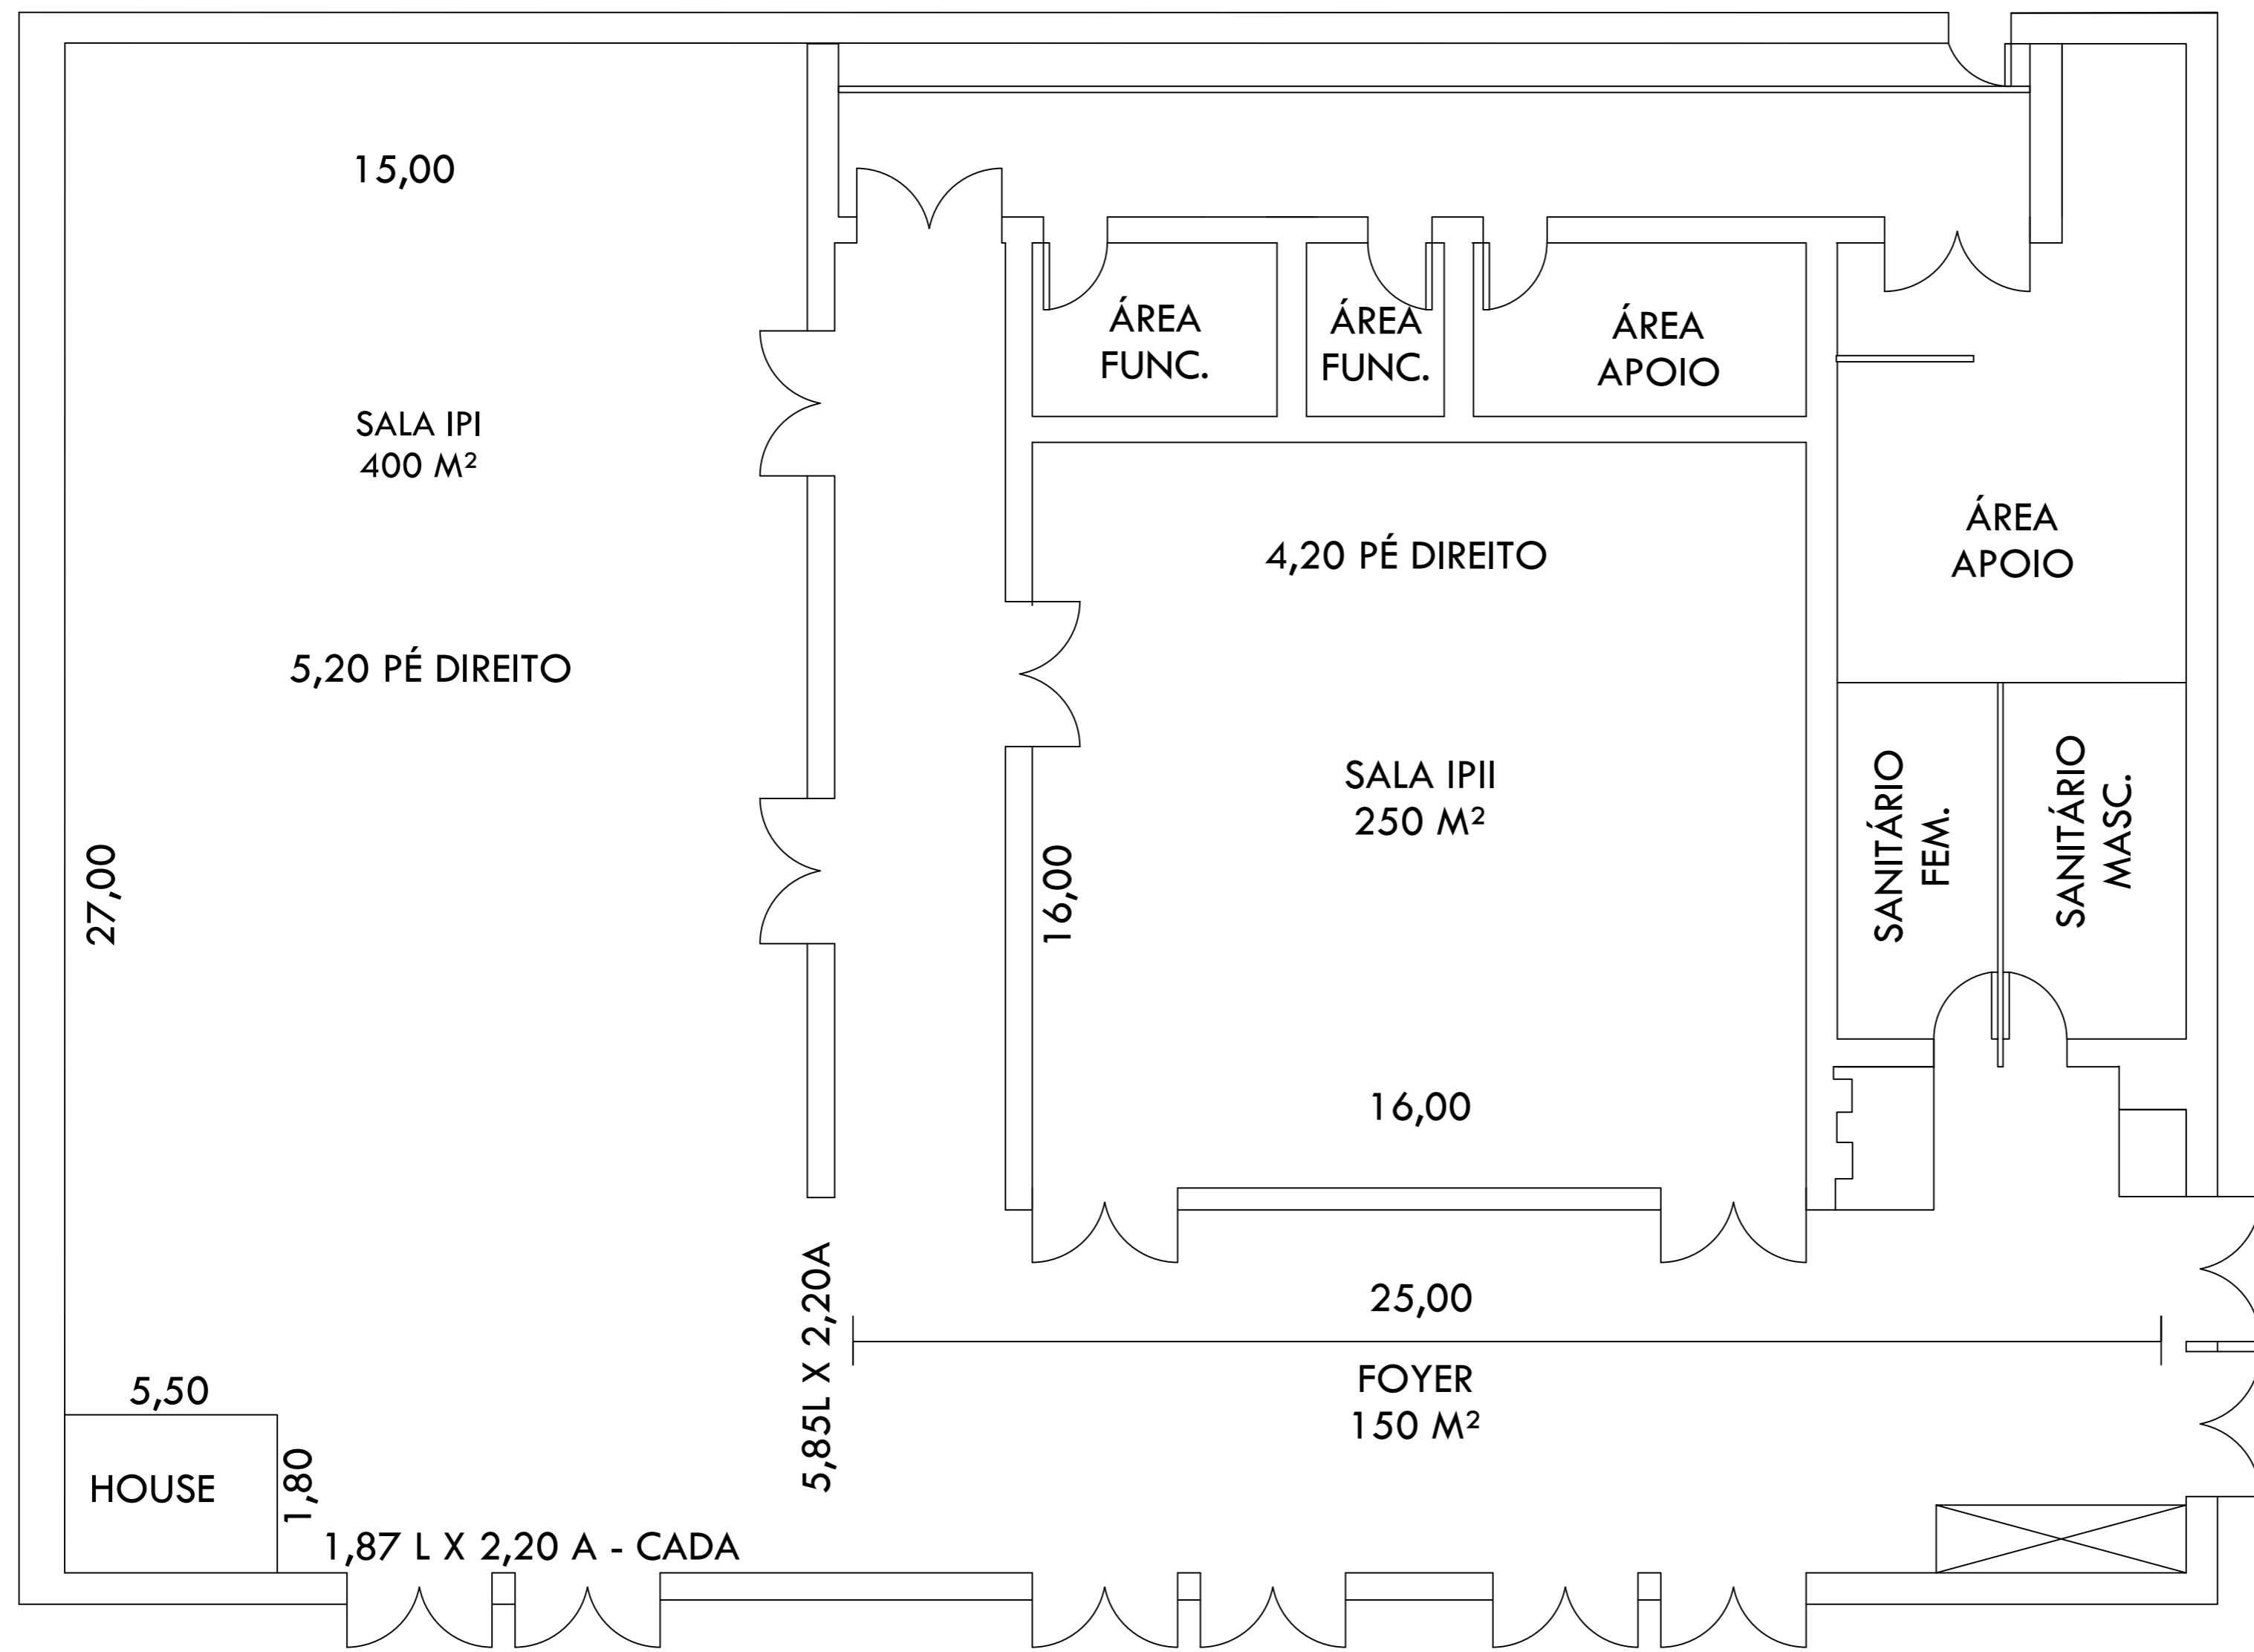 15,00
SALA IPI
400 M²
5,20 PÉ DIREITO
27,00
5,50
HOUSE
1,80
1,87 L X 2,20 A - CADA
5,85L X 2,20A
ÁREA
FUNC.
ÁREA
FUNC.
ÁREA
APOIO
4,20 PÉ DIREITO
SALA IPII
250 M²
16,00
16,00
ÁREA
APOIO
SANITÁRIO
FEM.
SANITÁRIO
MASC.
25,00
FOYER
150 M²